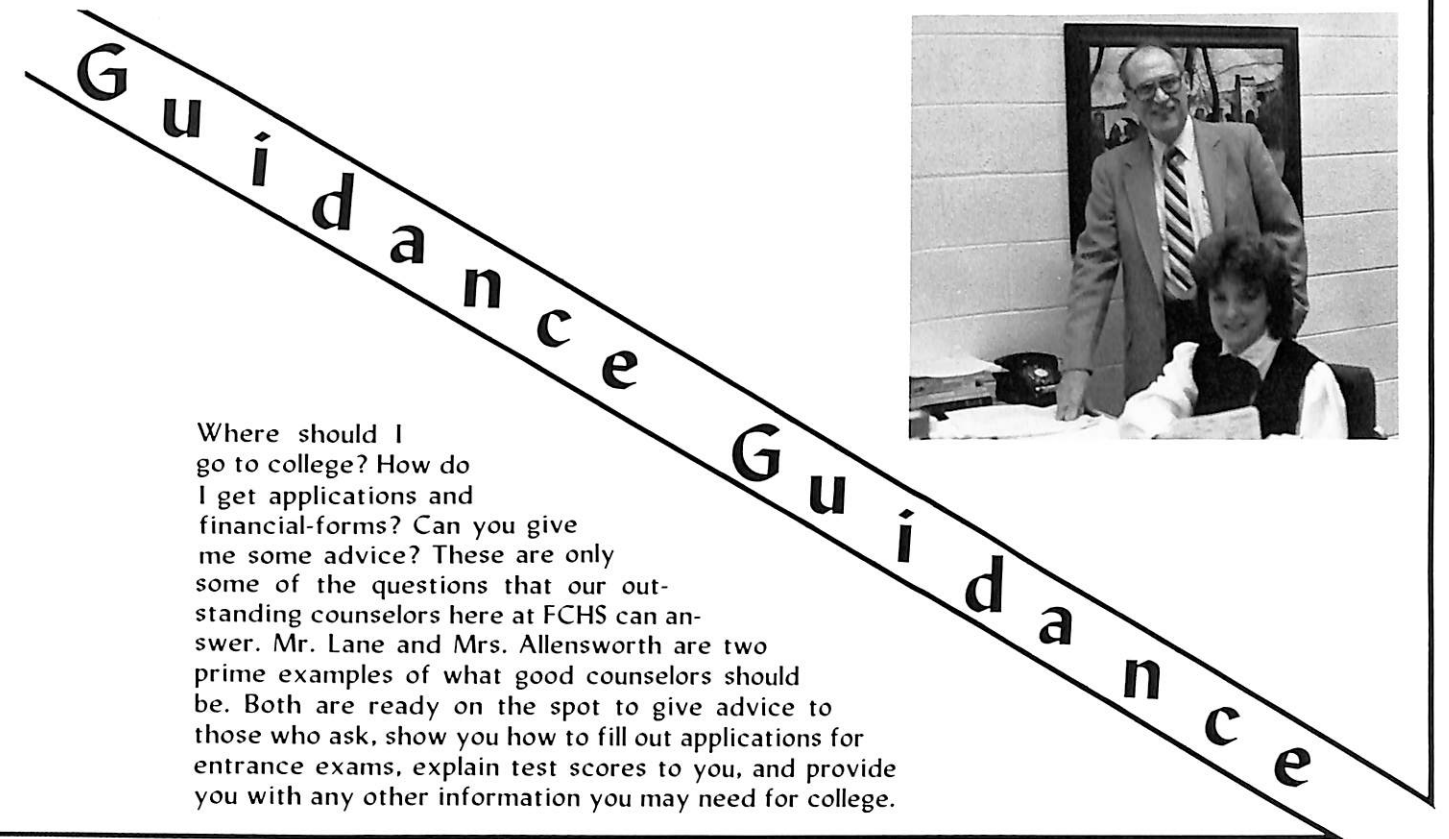 Guidance Guidance
Where should I
go to college? How do
I get applications and
financial-forms? Can you give
me some advice? These are only
some of the questions that our out-
standing counselors here at FCHS can an-
swer. Mr. Lane and Mrs. Allensworth are two
prime examples of what good counselors should
be. Both are ready on the spot to give advice to
those who ask, show you how to fill out applications for
entrance exams, explain test scores to you, and provide
you with any other information you may need for college.